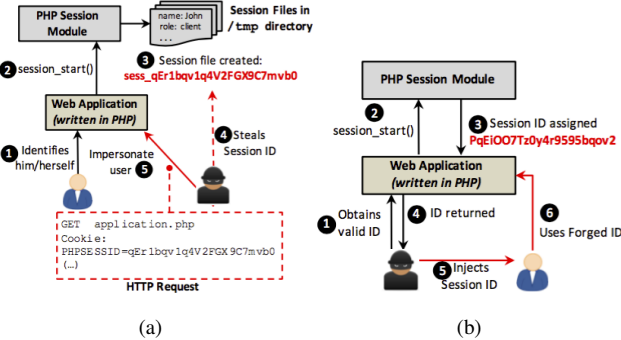 PHP Session
Module
name: John
role: client
...
Session Files in
/tmp directory
3 Session file created:
sess_qEr1bqv1q4V2FGX9C7mvb0
2
session_start()
Web Application
(written in PHP)
4 Steals
Session ID
1 Identifies
him/herself
Impersonate
user 5
GET application.php
Cookie:
PHPSESSID=qEr1bqv1q4V2FGX9C7mvb0
(…)
HTTP Request
(a)
PHP Session Module
2
session_start()
3 Session ID assigned
PqEiOO7Tz0y4r9595bqov2
Web Application
(written in PHP)
1 Obtains
valid ID
4 ID returned
6
Uses Forged ID
5 Injects
Session ID
(b)